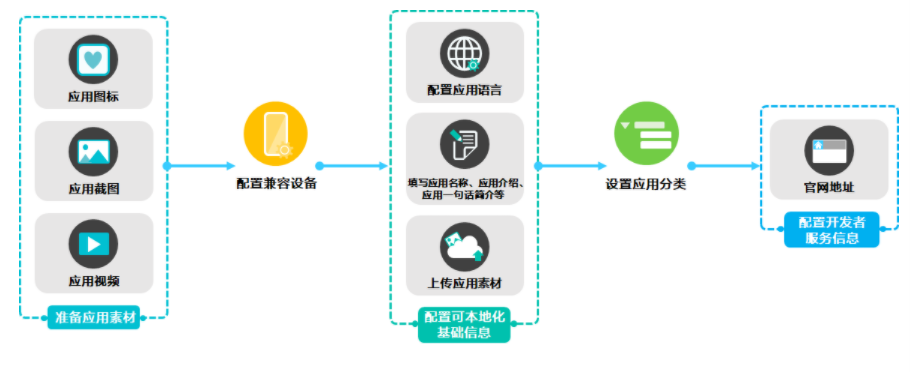 应用图标
应用截图
应用视频
准备应用素材
配置兼容设备
配置应用语言
填写应用名称、应用介绍、
应用一句话简介等
上传应用素材
配置可本地化
基础信息
设置应用分类
官网地址
配置开发者
服务信息